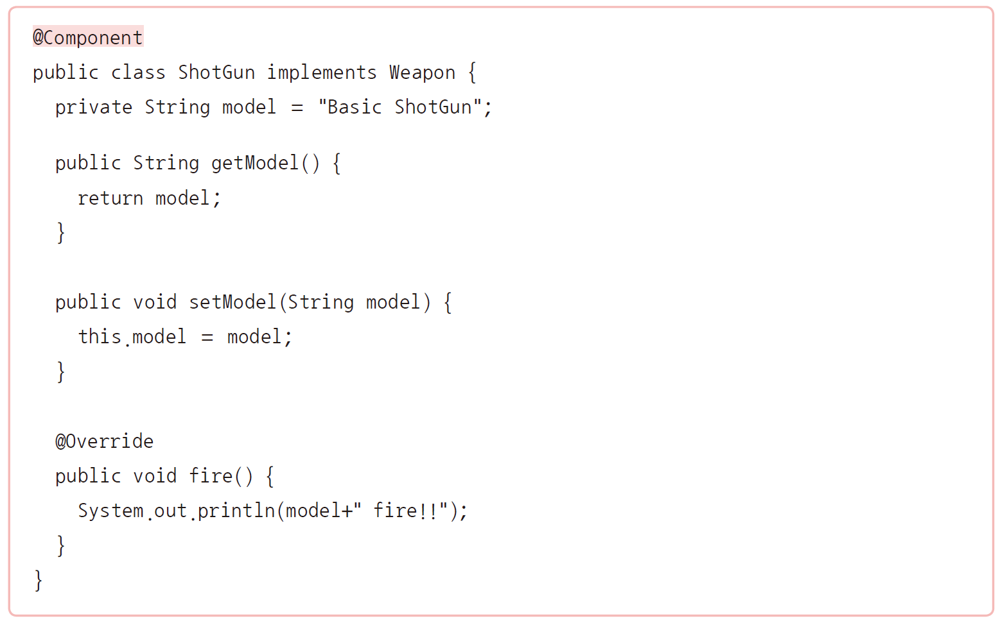 @Component
public class ShotGun implements Weapon {
  private String model = "Basic ShotGun";
  public String getModel() {
    return model;
  }
  public void setModel(String model) {
    this.model = model;
  }
  @Override
  public void fire() {
    System.out.println(model+" fire!!");
  }
}